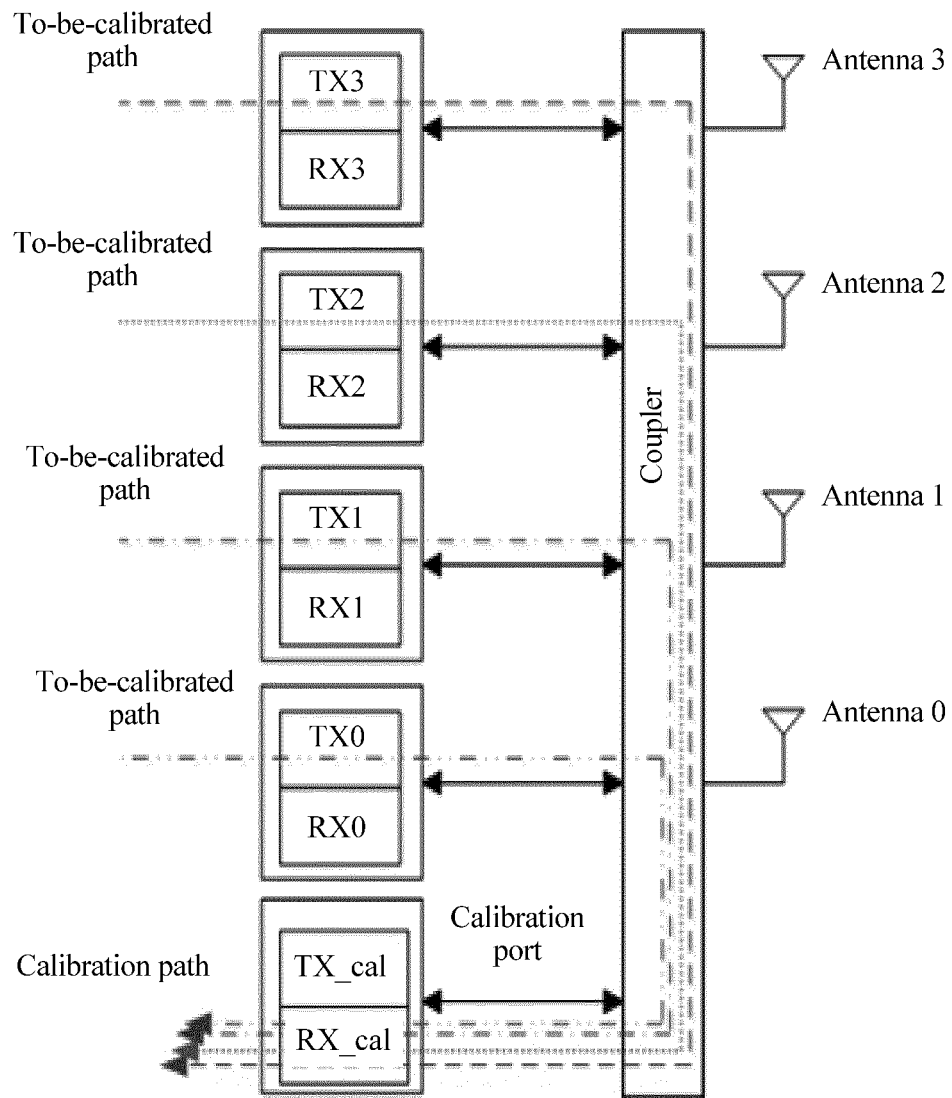 To-be-calibrated
path
TX3
RX3
Antenna 3
To-be-calibrated
path
TX2
RX2
Antenna 2
Coupler
To-be-calibrated
path
TX1
RX1
Antenna 1
To-be-calibrated
path
TX0
RX0
Antenna 0
Calibration path
TX_cal
RX_cal
Calibration
port